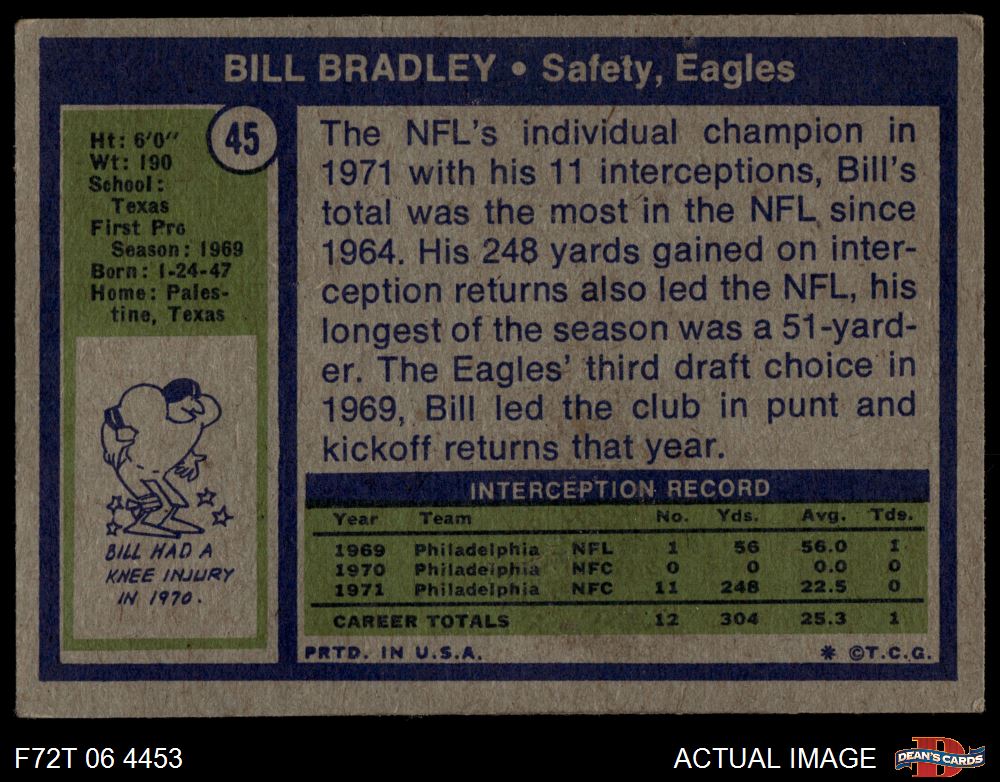 BILL BRADLEY • Safety, Eagles
45
Ht: 6'0"
Wt: 190
School:
Texas
First Pro
Season: 1969
Born: 1-24-47
Home: Pales-
tine, Texas
BILL HAD A
KNEE INJURY
IN 1970.
The NFL's individual champion in
1971 with his 11 interceptions, Bill's
total was the most in the NFL since
1964. His 248 yards gained on inter-
ception returns also led the NFL, his
longest of the season was a 51-yard-
er. The Eagles' third draft choice in
1969, Bill led the club in punt and
kickoff returns that year.
INTERCEPTION RECORD
Year Team No. Yds. Avg. Tds.
1969 Philadelphia NFL 1 56 56.0 1
1970 Philadelphia NFC 0 0 0.0 0
1971 Philadelphia NFC 11 248 22.5 0
CAREER TOTALS 12 304 25.3 1
PRTD. IN U.S.A. * ©T.C.G.
F72T 06 4453
ACTUAL IMAGE
D
DEAN'S CARDS